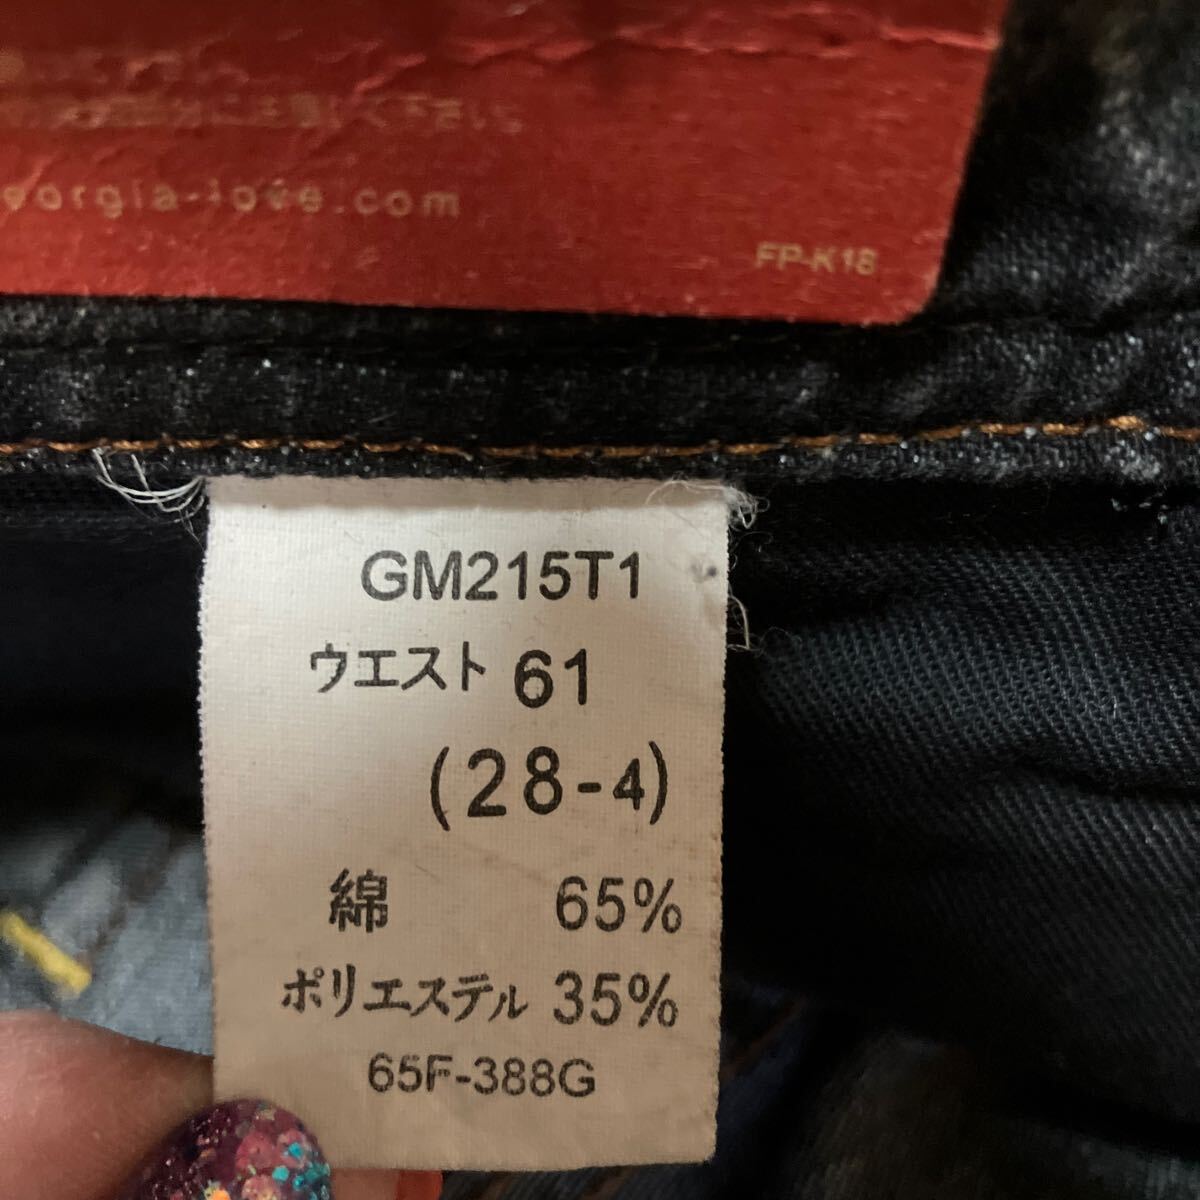 eorgia-love.com
FP-K18
GM215T1
ウエスト 61
(28-4)
綿 65%
ポリエステル 35%
65F-388G